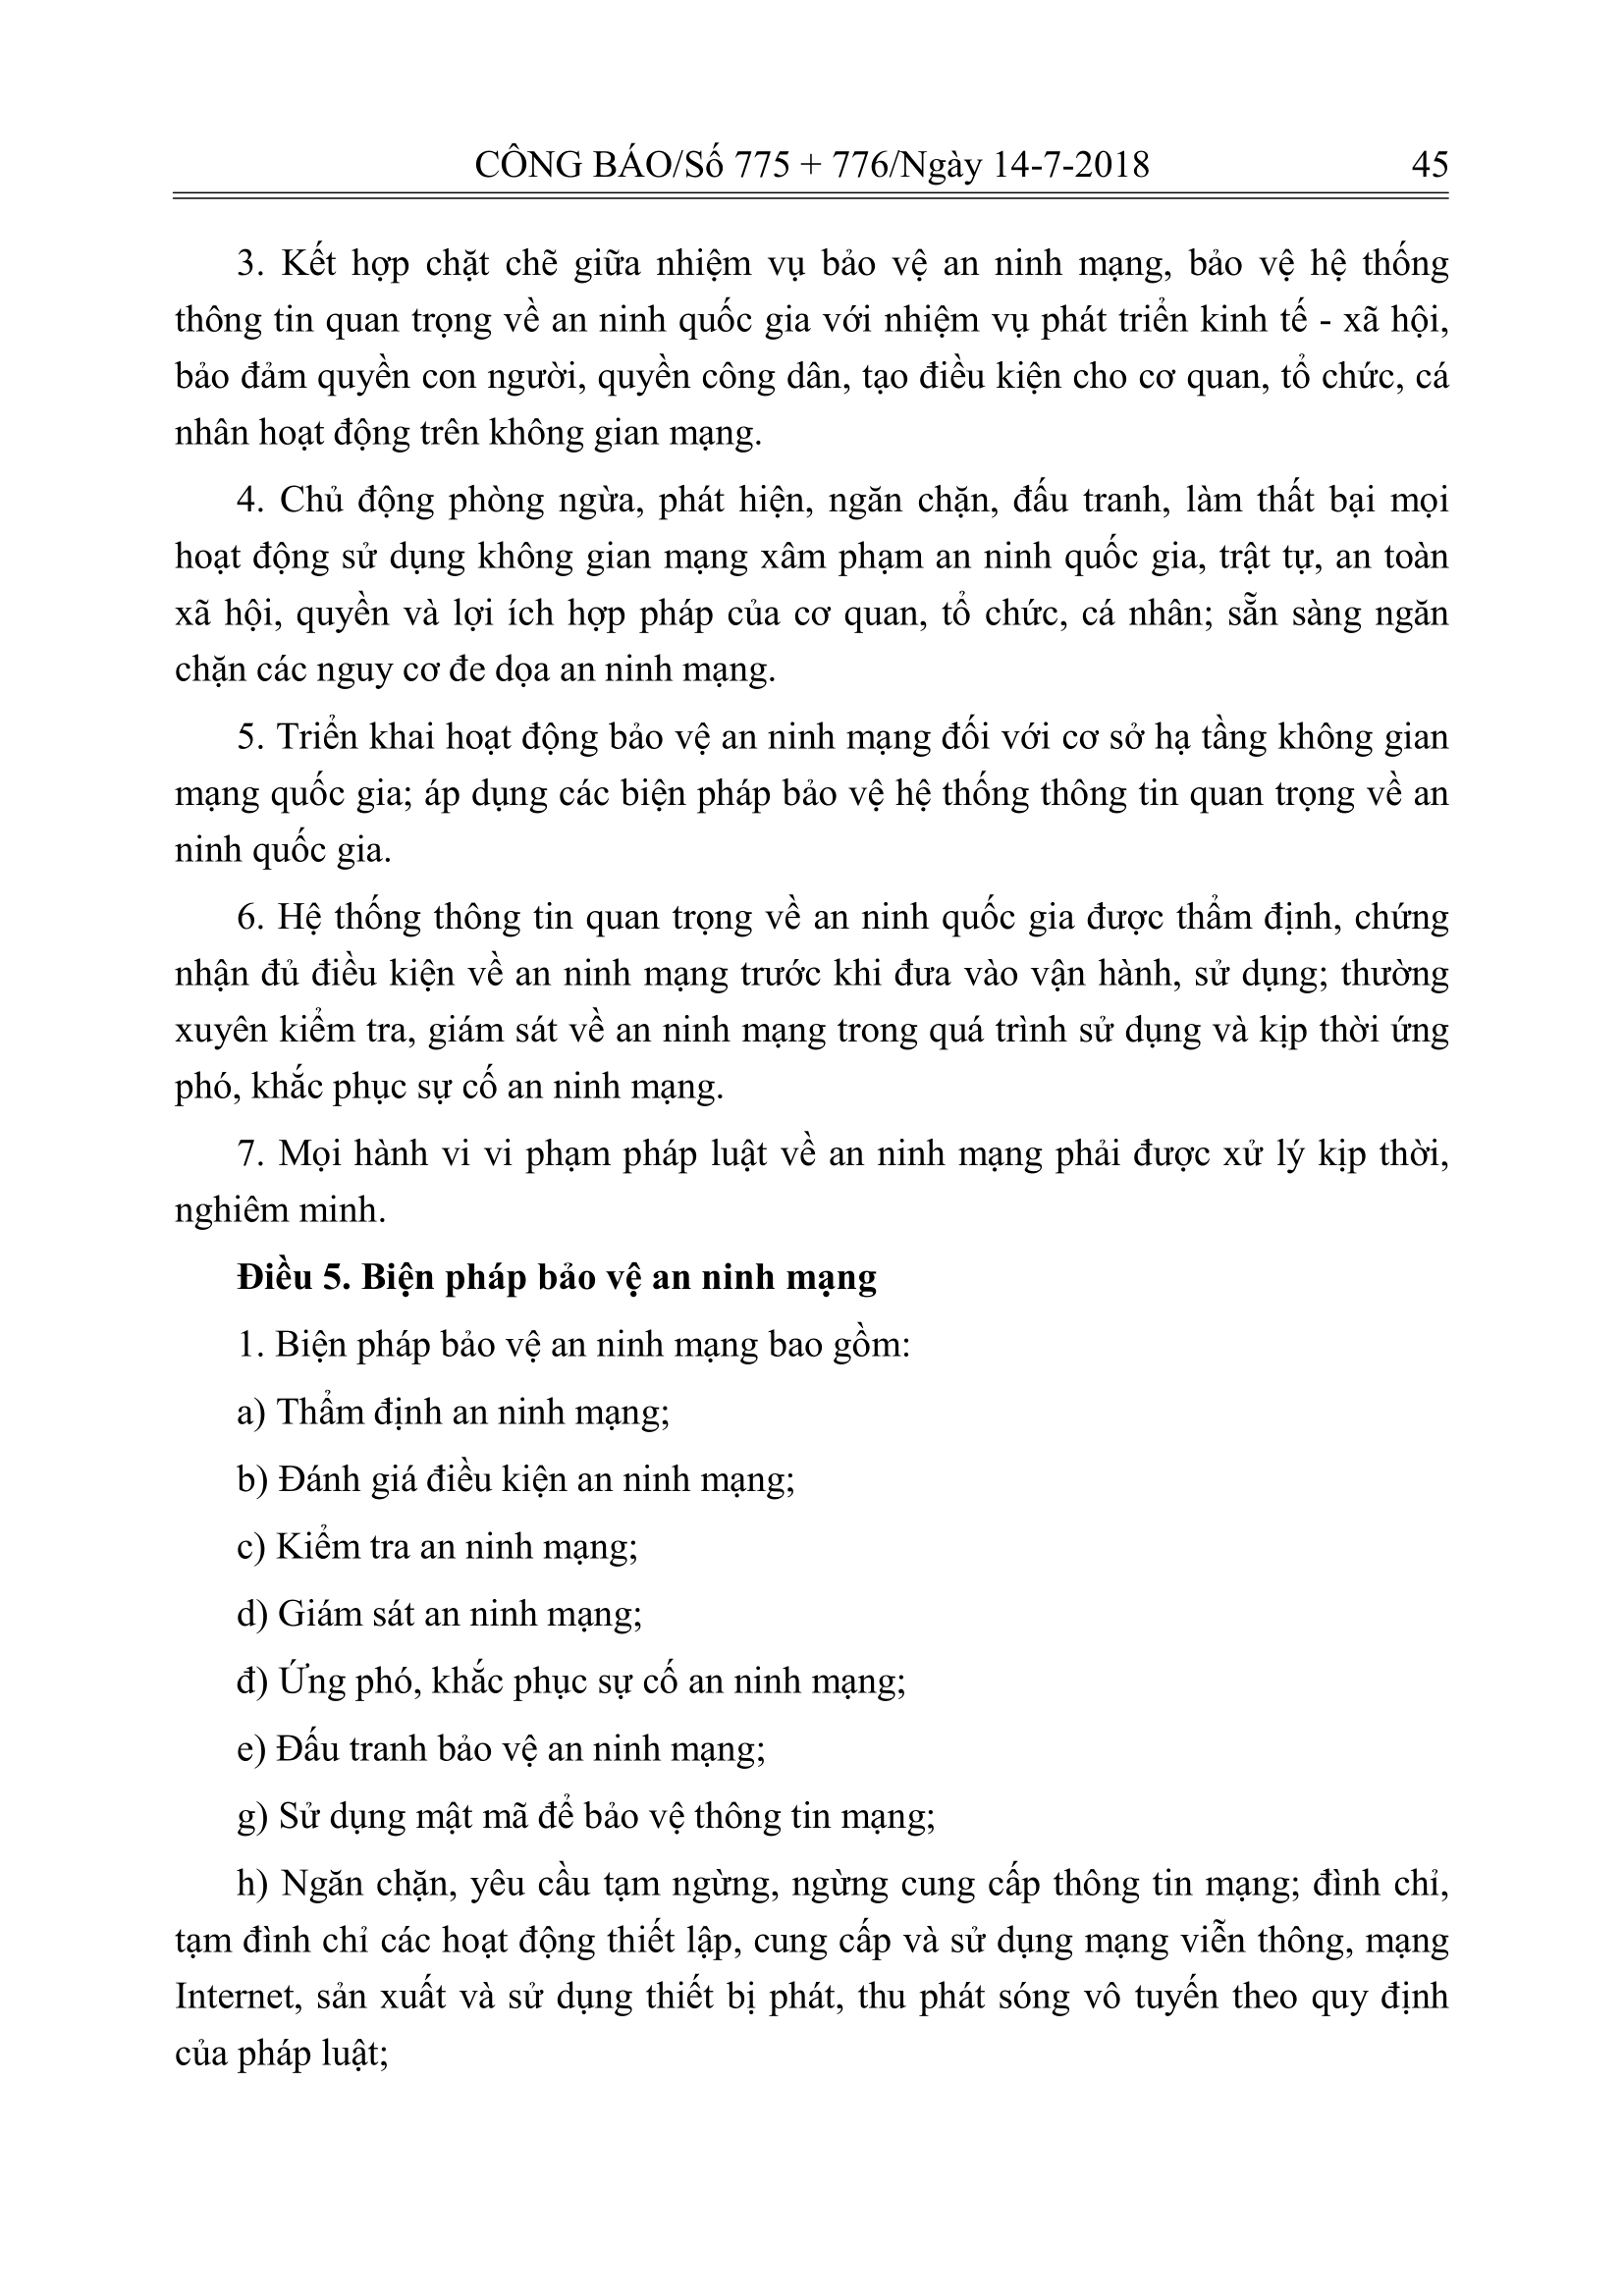 CÔNG BÁO/Số 775 + 776/Ngày 14-7-2018 45
3. Kết hợp chặt chẽ giữa nhiệm vụ bảo vệ an ninh mạng, bảo vệ hệ thống
thông tin quan trọng về an ninh quốc gia với nhiệm vụ phát triển kinh tế - xã hội,
bảo đảm quyền con người, quyền công dân, tạo điều kiện cho cơ quan, tổ chức, cá
nhân hoạt động trên không gian mạng.
4. Chủ động phòng ngừa, phát hiện, ngăn chặn, đấu tranh, làm thất bại mọi
hoạt động sử dụng không gian mạng xâm phạm an ninh quốc gia, trật tự, an toàn
xã hội, quyền và lợi ích hợp pháp của cơ quan, tổ chức, cá nhân; sẵn sàng ngăn
chặn các nguy cơ đe dọa an ninh mạng.
5. Triển khai hoạt động bảo vệ an ninh mạng đối với cơ sở hạ tầng không gian
mạng quốc gia; áp dụng các biện pháp bảo vệ hệ thống thông tin quan trọng về an
ninh quốc gia.
6. Hệ thống thông tin quan trọng về an ninh quốc gia được thẩm định, chứng
nhận đủ điều kiện về an ninh mạng trước khi đưa vào vận hành, sử dụng; thường
xuyên kiểm tra, giám sát về an ninh mạng trong quá trình sử dụng và kịp thời ứng
phó, khắc phục sự cố an ninh mạng.
7. Mọi hành vi vi phạm pháp luật về an ninh mạng phải được xử lý kịp thời,
nghiêm minh.
Điều 5. Biện pháp bảo vệ an ninh mạng
1. Biện pháp bảo vệ an ninh mạng bao gồm:
a) Thẩm định an ninh mạng;
b) Đánh giá điều kiện an ninh mạng;
c) Kiểm tra an ninh mạng;
d) Giám sát an ninh mạng;
đ) Ứng phó, khắc phục sự cố an ninh mạng;
e) Đấu tranh bảo vệ an ninh mạng;
g) Sử dụng mật mã để bảo vệ thông tin mạng;
h) Ngăn chặn, yêu cầu tạm ngừng, ngừng cung cấp thông tin mạng; đình chỉ,
tạm đình chỉ các hoạt động thiết lập, cung cấp và sử dụng mạng viễn thông, mạng
Internet, sản xuất và sử dụng thiết bị phát, thu phát sóng vô tuyến theo quy định
của pháp luật;